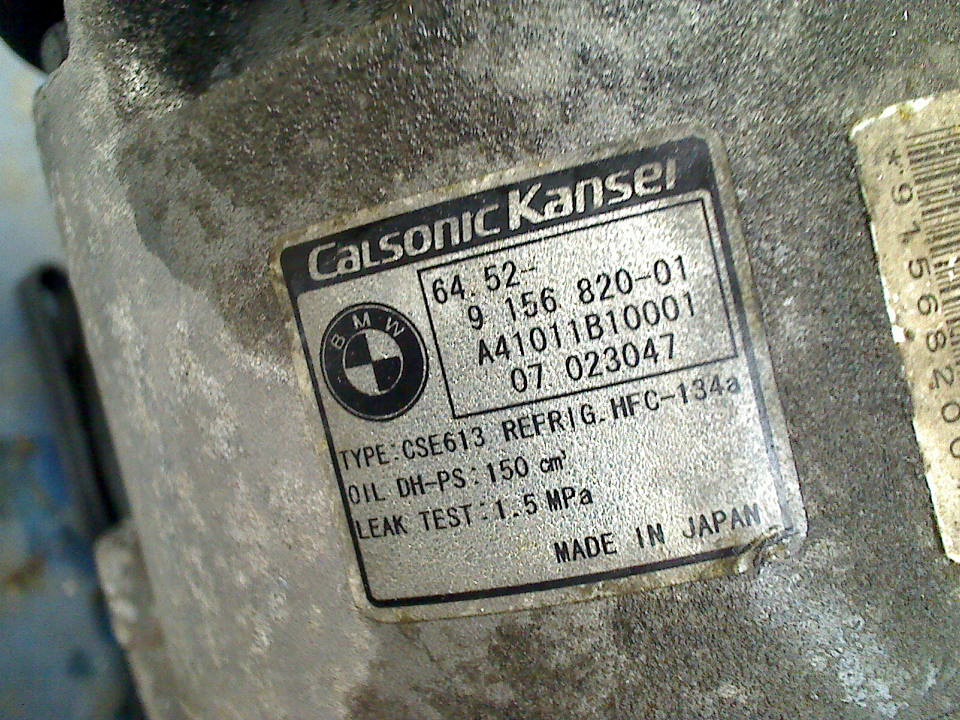 Calsonic Kansei
BMW
64.52-
9 156 820-01
A41011B10001
07 023047
TYPE:CSE613 REFRIG.HFC-134a
OIL DH-PS:150 cm³
LEAK TEST:1.5 MPa
MADE IN JAPAN
*9156820